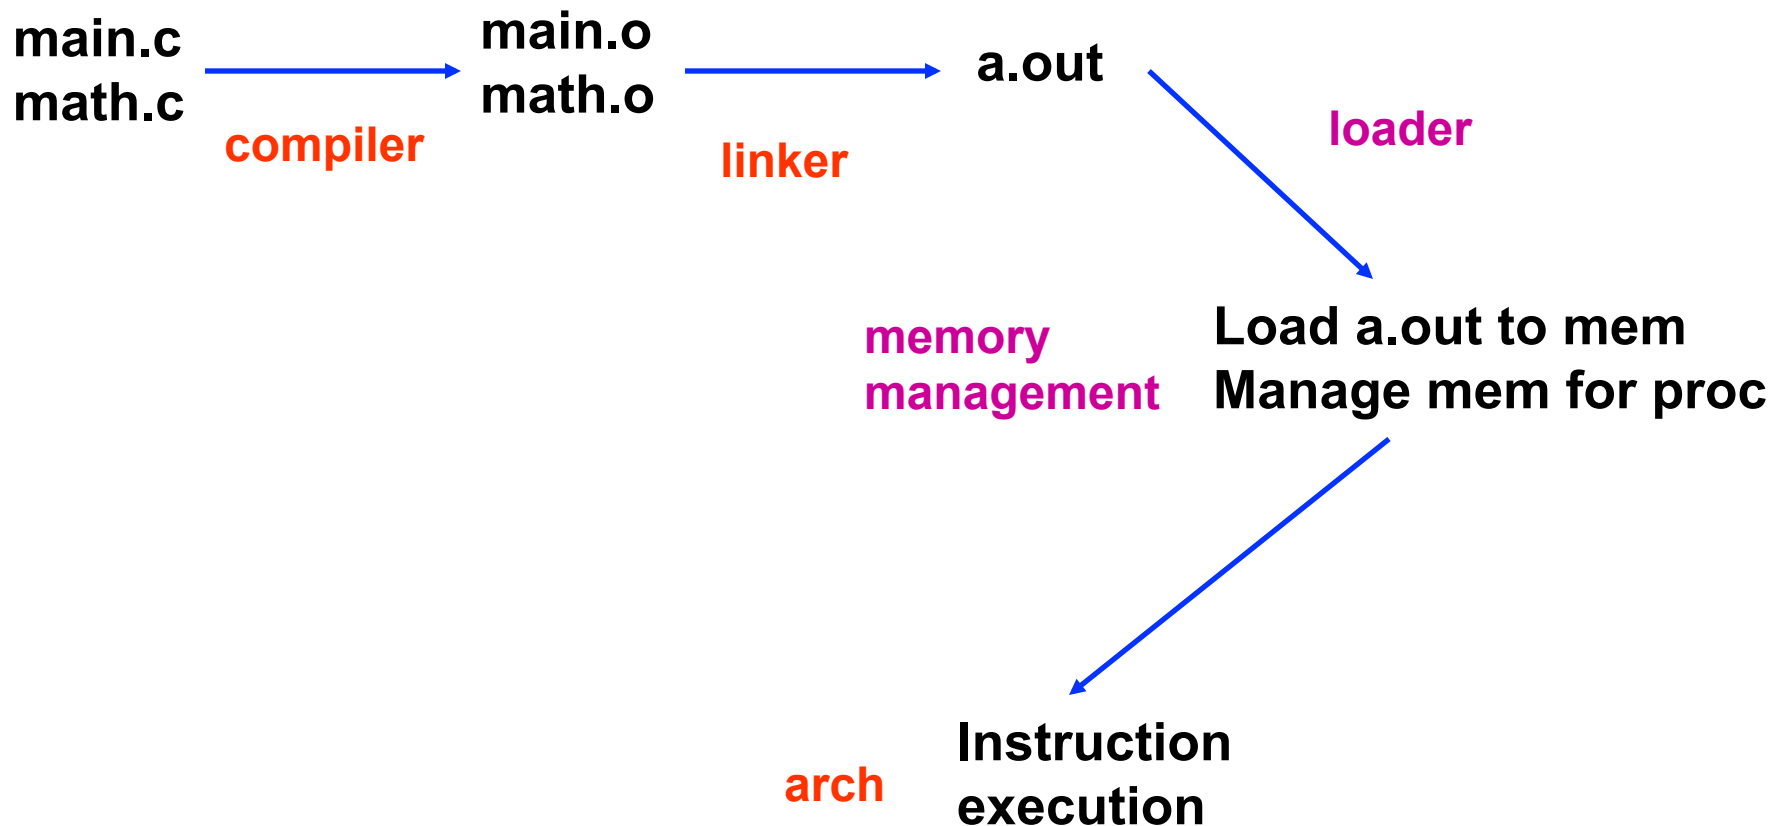 main.c
math.c
compiler
main.o
math.o
linker
a.out
loader
memory
management
Load a.out to mem
Manage mem for proc
arch
Instruction
execution